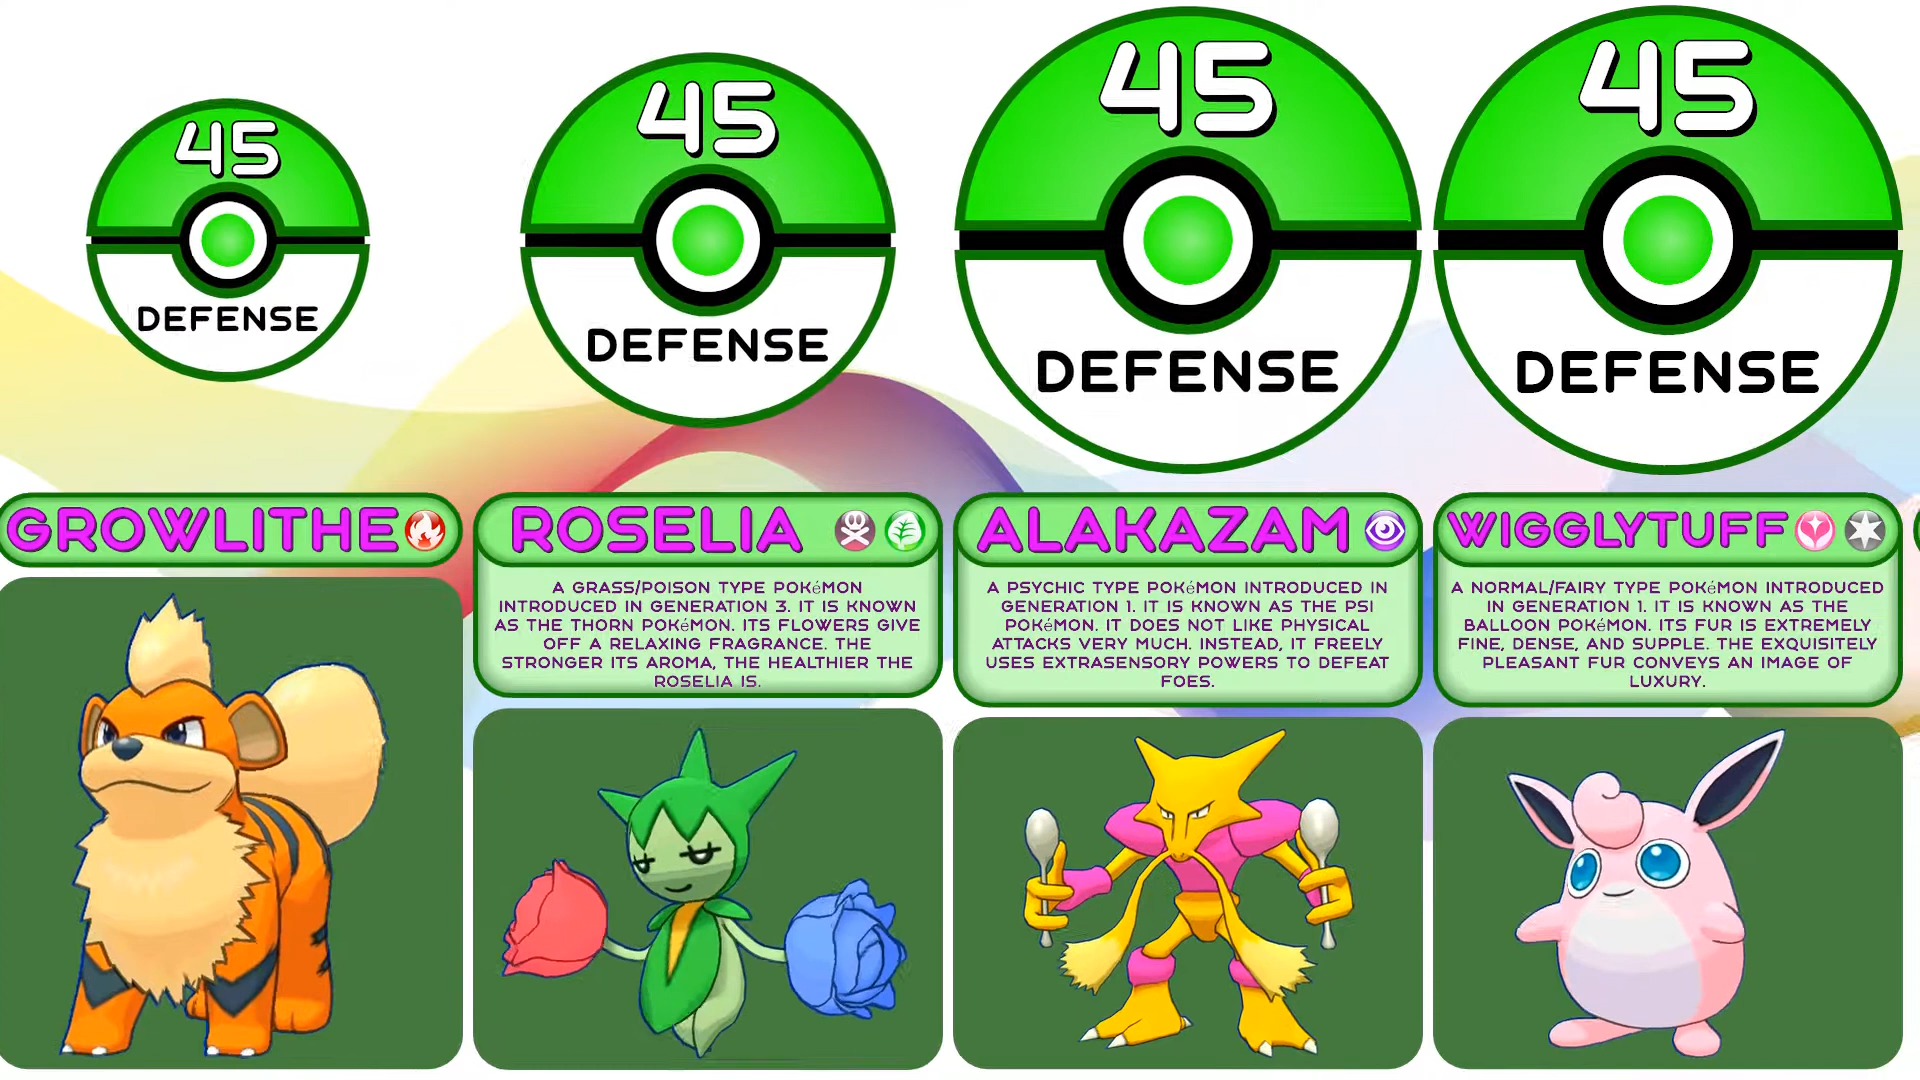 45
DEFENSE
GROWLITHE
45
DEFENSE
ROSELIA
A GRASS/POISON TYPE POKéMON
INTRODUCED IN GENERATION 3. IT IS KNOWN
AS THE THORN POKéMON. ITS FLOWERS GIVE
OFF A RELAXING FRAGRANCE. THE
STRONGER ITS AROMA, THE HEALTHIER THE
ROSELIA IS.
45
DEFENSE
ALAKAZAM
A PSYCHIC TYPE POKéMON INTRODUCED IN
GENERATION 1. IT IS KNOWN AS THE PSI
POKéMON. IT DOES NOT LIKE PHYSICAL
ATTACKS VERY MUCH. INSTEAD, IT FREELY
USES EXTRASENSORY POWERS TO DEFEAT
FOES.
45
DEFENSE
WIGGLYTUFF
A NORMAL/FAIRY TYPE POKéMON INTRODUCED
IN GENERATION 1. IT IS KNOWN AS THE
BALLOON POKéMON. ITS FUR IS EXTREMELY
FINE, DENSE, AND SUPPLE. THE EXQUISITELY
PLEASANT FUR CONVEYS AN IMAGE OF
LUXURY.